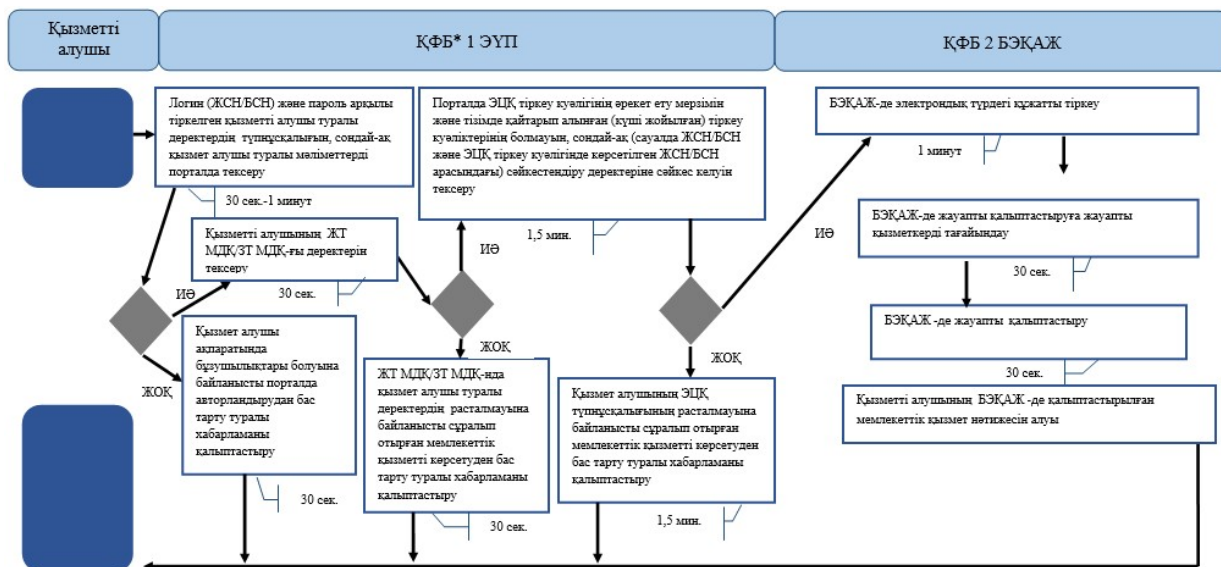 Қызметті
алушы
ҚФБ* 1 ЭҮП
ҚФБ 2 БЭҚАЖ
Логин (ЖСН/БСН) және пароль арқылы
тіркелген қызметті алушы туралы
деректердің түпнұсқалығын, сондай-ақ
қызмет алушы туралы мәліметтерді
порталда тексеру
30 сек.-1 минут
Порталда ЭЦҚ тіркеу куәлігінің әрекет ету мерзімін
және тізімде қайтарып алынған (күші жойылған) тіркеу
куәліктерінің болмауын, сондай-ақ (сауалда ЖСН/БСН
және ЭЦҚ тіркеу куәлігінде көрсетілген ЖСН/БСН
арасындағы) сәйкестендіру деректеріне сәйкес келуін
тексеру
1,5 мин.
БЭҚАЖ-де электрондық түрдегі құжатты тіркеу
1 минут
Қызметті алушының ЖТ
МДҚ/ЗТ МДҚ-ғы деректерін
тексеру
30 сек.
ИӘ
ИӘ
ИӘ
БЭҚАЖ-де жауапты қалыптастыруға жауапты
қызметкерді тағайындау
30 сек.
БЭҚАЖ -де жауапты қалыптастыру
30 сек.
Қызметті алушының БЭҚАЖ -де қалыптастырылған
мемлекеттік қызмет нәтижесін алуы
ЖОҚ
Қызмет алушы
ақпаратында
бұзушылықтары болуына
байланысты порталда
авторландырудан бас
тарту туралы
хабарламаны
қалыптастыру
30 сек.
ЖОҚ
ЖТ МДҚ/ЗТ МДҚ-нда
қызмет алушы туралы
деректердің расталмауына
байланысты сұралып
отырған мемлекеттік
қызметті көрсетуден бас
тарту туралы хабарламаны
қалыптастыру
30 сек.
ЖОҚ
Қызмет алушының ЭЦҚ
түпнұсқалығының расталмауына
байланысты сұралып отырған
мемлекеттік қызметті көрсетуден
бас тарту туралы хабарламаны
қалыптастыру
1,5 мин.